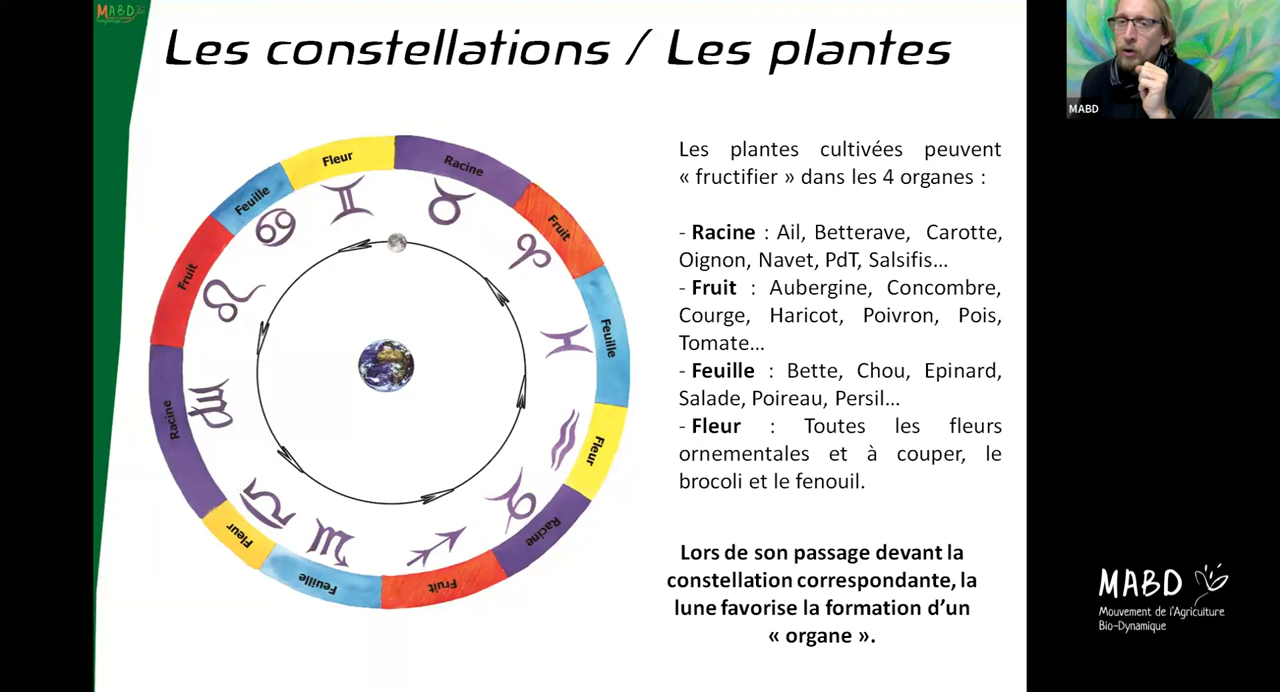 MABD
Les constellations / Les plantes
MABD
Fleur
Racine
Feuille
Fruit
Fruit
Feuille
Racine
Fleur
Fleur
Racine
Feuille
Fruit
Les plantes cultivées peuvent
« fructifier » dans les 4 organes :
- Racine : Ail, Betterave, Carotte,
Oignon, Navet, PdT, Salsifis...
- Fruit : Aubergine, Concombre,
Courge, Haricot, Poivron, Pois,
Tomate...
- Feuille : Bette, Chou, Epinard,
Salade, Poireau, Persil...
- Fleur : Toutes les fleurs
ornementales et à couper, le
brocoli et le fenouil.
Lors de son passage devant la
constellation correspondante, la
lune favorise la formation d'un
« organe ».
MABD
Mouvement de l'Agriculture
Bio-Dynamique